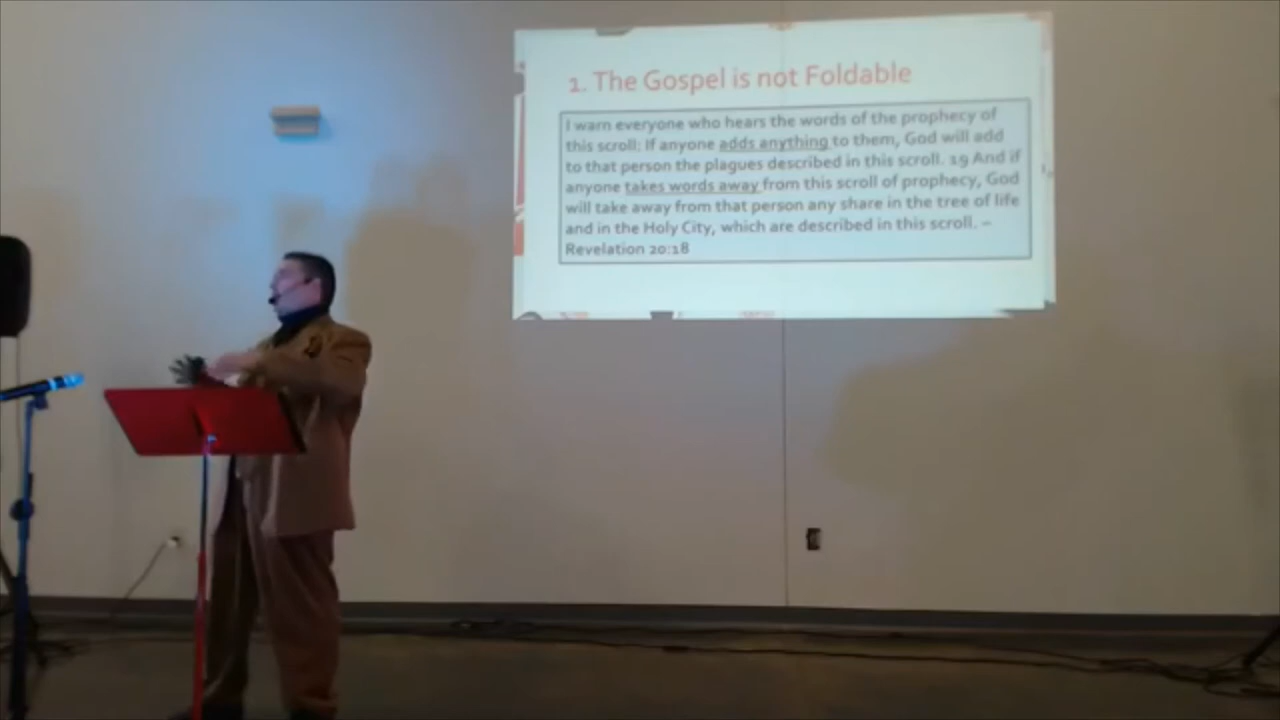 1. The Gospel is not Foldable
I warn everyone who hears the words of the prophecy of
this scroll: If anyone adds anything to them, God will add
to that person the plagues described in this scroll. 19 And if
anyone takes words away from this scroll of prophecy, God
will take away from that person any share in the tree of life
and in the Holy City, which are described in this scroll. –
Revelation 20:18